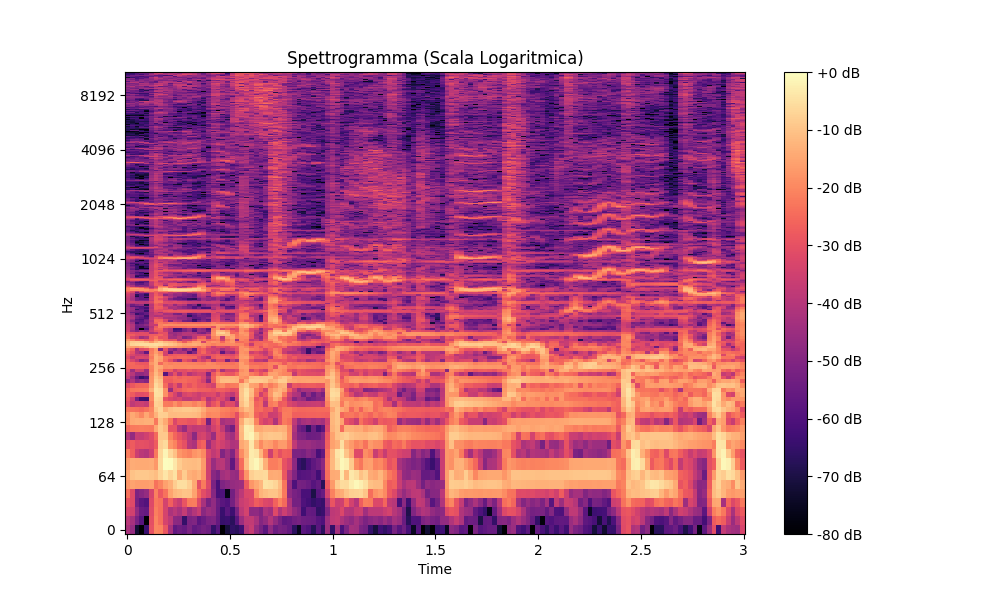 Spettrogramma (Scala Logaritmica)
Hz
8192
4096
2048
1024
512
256
128
64
0
0
0.5
1
1.5
2
2.5
3
Time
+0 dB
-10 dB
-20 dB
-30 dB
-40 dB
-50 dB
-60 dB
-70 dB
-80 dB